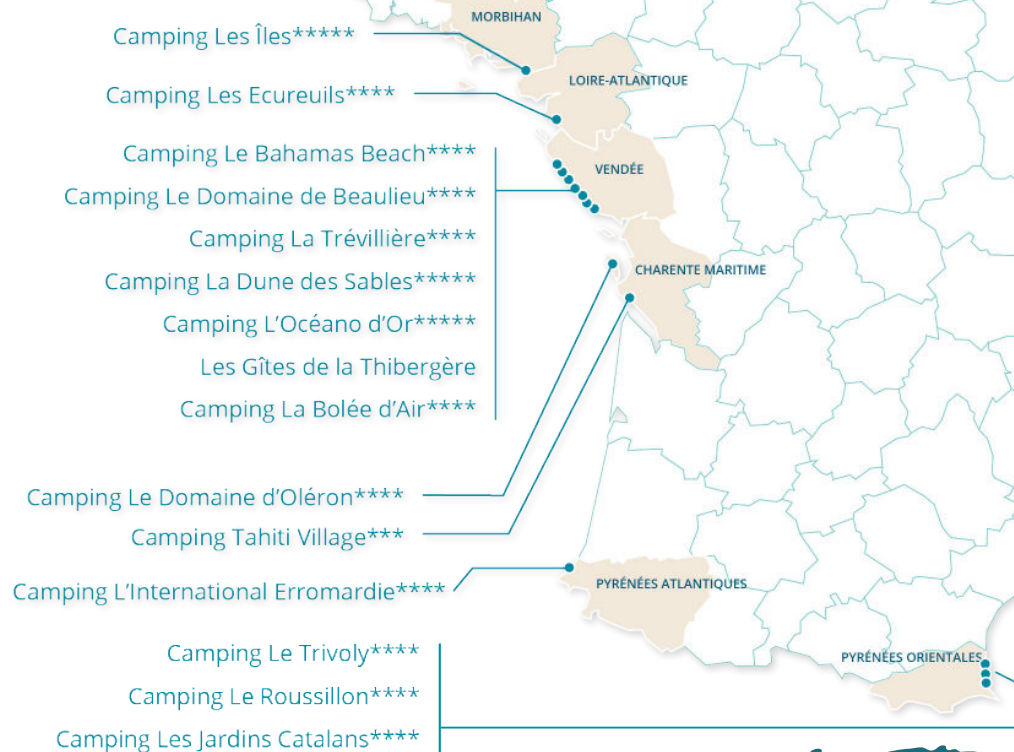 MORBIHAN
Camping Les Îles*****
LOIRE-ATLANTIQUE
Camping Les Ecureuils****
Camping Le Bahamas Beach****
VENDÉE
Camping Le Domaine de Beaulieu****
Camping La Trévillière****
CHARENTE MARITIME
Camping La Dune des Sables*****
Camping L’Océano d’Or*****
Les Gîtes de la Thibergère
Camping La Bolée d’Air****
Camping Le Domaine d’Oléron****
Camping Tahiti Village***
PYRÉNÉES ATLANTIQUES
Camping L’International Erromardie****
Camping Le Trivoly****
PYRÉNÉES ORIENTALES
Camping Le Roussillon****
Camping Les Jardins Catalans****